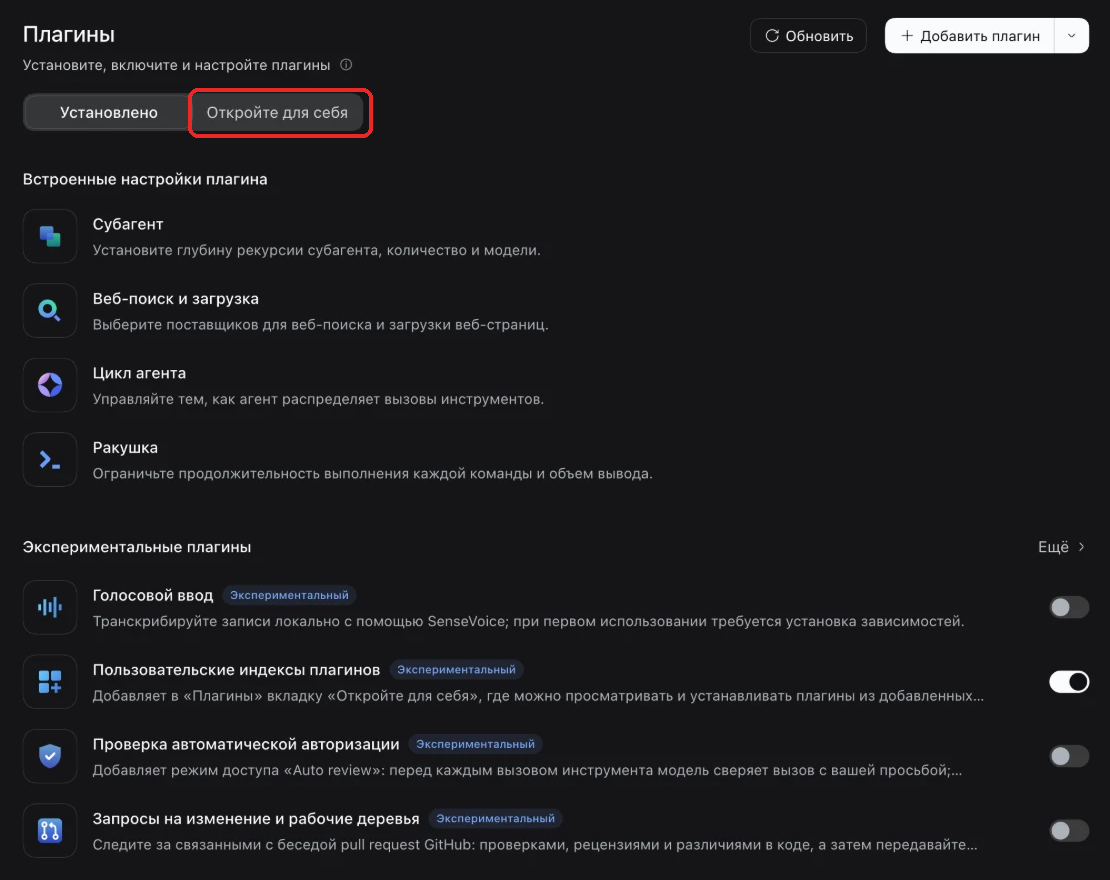 Плагины
Обновить
Добавить плагин
Установите, включите и настройте плагины
Установлено
Откройте для себя
Встроенные настройки плагина
Субагент
Установите глубину рекурсии субагента, количество и модели.
Веб-поиск и загрузка
Выберите поставщиков для веб-поиска и загрузки веб-страниц.
Цикл агента
Управляйте тем, как агент распределяет вызовы инструментов.
Ракушка
Ограничьте продолжительность выполнения каждой команды и объем вывода.
Экспериментальные плагины
Ещё
Голосовой ввод Экспериментальный
Транскрибируйте записи локально с помощью SenseVoice; при первом использовании требуется установка зависимостей.
Пользовательские индексы плагинов Экспериментальный
Добавляет в «Плагины» вкладку «Откройте для себя», где можно просматривать и устанавливать плагины из добавленных...
Проверка автоматической авторизации Экспериментальный
Добавляет режим доступа «Auto review»: перед каждым вызовом инструмента модель сверяет вызов с вашей просьбой;...
Запросы на изменение и рабочие деревья Экспериментальный
Следите за связанными с беседой pull request GitHub: проверками, рецензиями и различиями в коде, а затем передавайте...